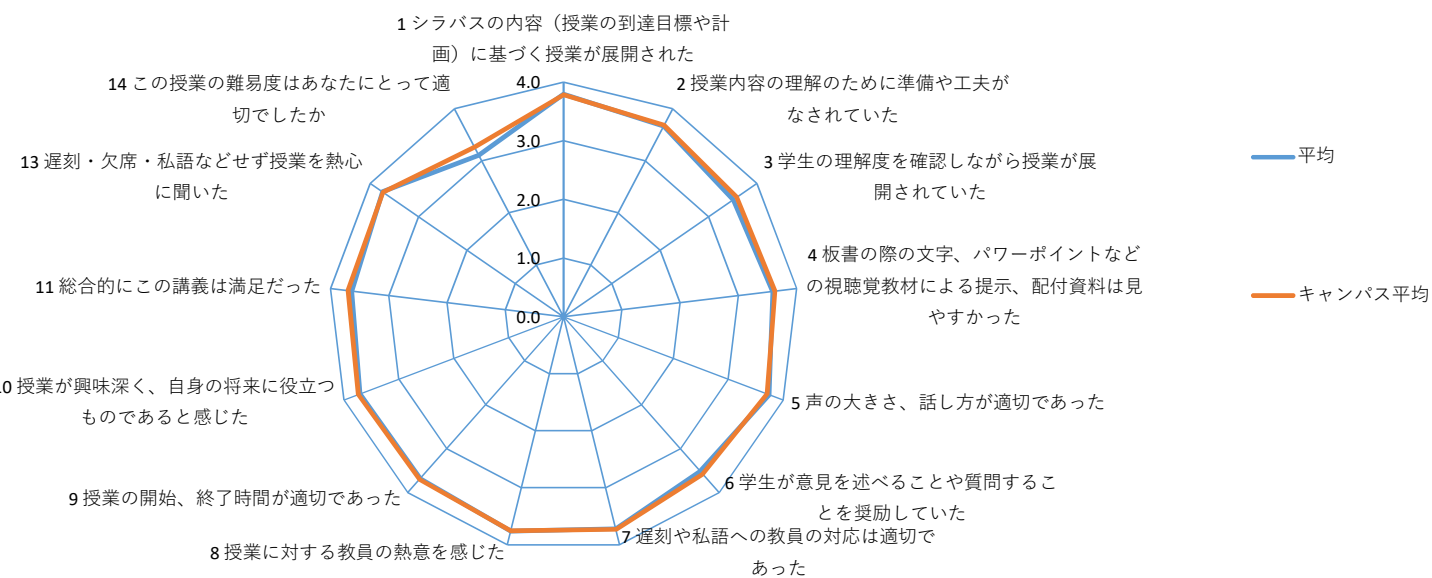 1 シラバスの内容（授業の到達目標や計
画）に基づく授業が展開された
2 授業内容の理解のために準備や工夫が
なされていた
3 学生の理解度を確認しながら授業が展
開されていた
4 板書の際の文字、パワーポイントなど
の視聴覚教材による提示、配付資料は見
やすかった
5 声の大きさ、話し方が適切であった
6 学生が意見を述べることや質問するこ
とを奨励していた
7 遅刻や私語への教員の対応は適切で
あった
8 授業に対する教員の熱意を感じた
9 授業の開始、終了時間が適切であった
10 授業が興味深く、自身の将来に役立つ
ものであると感じた
11 総合的にこの講義は満足だった
13 遅刻・欠席・私語などせず授業を熱心
に聞いた
14 この授業の難易度はあなたにとって適
切でしたか
4.0
3.0
2.0
1.0
0.0
平均
キャンパス平均